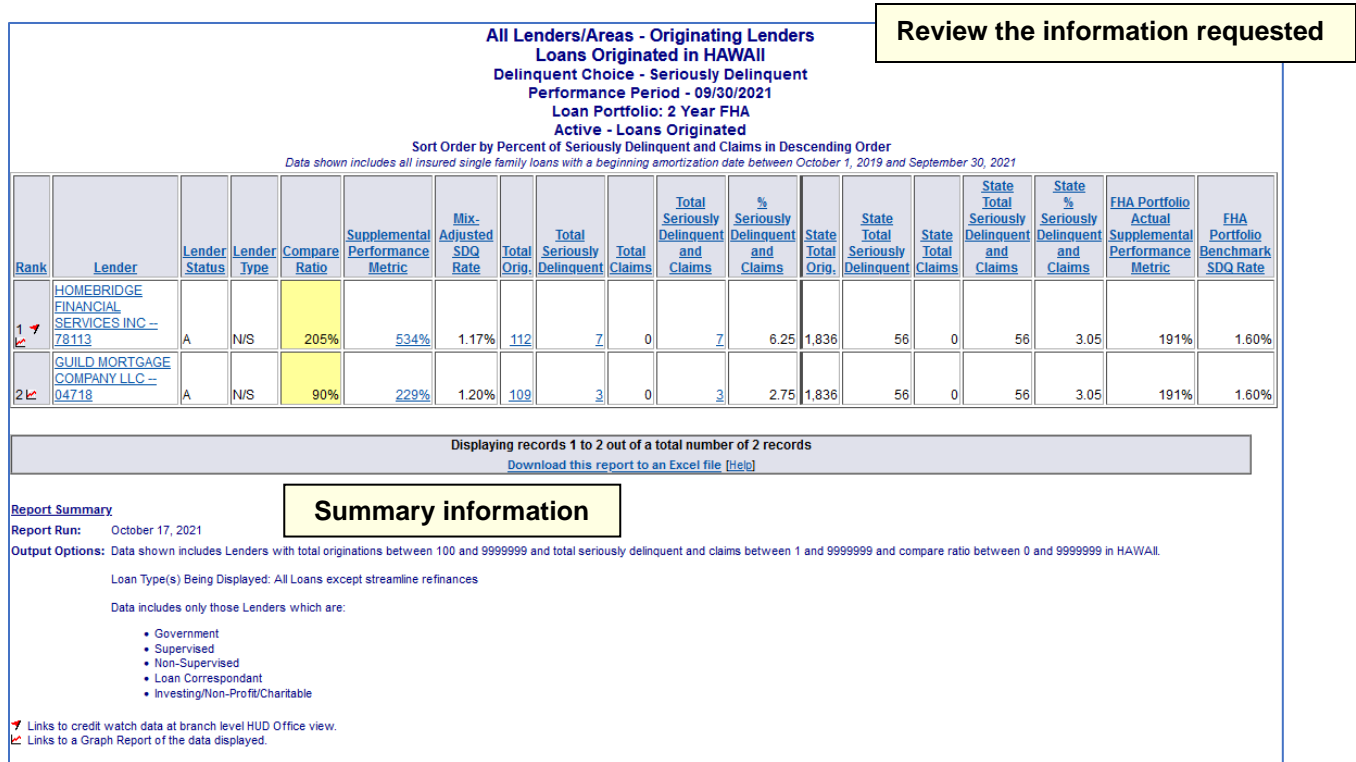 Review the information requested
All Lenders/Areas - Originating Lenders
Loans Originated in HAWAII
Delinquent Choice - Seriously Delinquent
Performance Period - 09/30/2021
Loan Portfolio: 2 Year FHA
Active - Loans Originated
Sort Order by Percent of Seriously Delinquent and Claims in Descending Order
Data shown includes all insured single family loans with a beginning amortization date between October 1, 2019 and September 30, 2021
Rank
Lender
Lender
Status
Lender
Type
Compare
Ratio
Supplemental
Performance
Metric
Mix-
Adjusted
SDQ
Rate
Total
Orig.
Total
Seriously
Delinquent
Total
Claims
Total
Seriously
Delinquent
and
Claims
%
Seriously
Delinquent
and
Claims
State
Total
Orig.
State
Total
Seriously
Delinquent
State
Total
Claims
State
Total
Seriously
Delinquent
and
Claims
State
%
Seriously
Delinquent
and
Claims
FHA Portfolio
Actual
Supplemental
Performance
Metric
FHA
Portfolio
Benchmark
SDQ Rate
1
HOMEBRIDGE
FINANCIAL
SERVICES INC --
78113
A N/S 205% 534% 1.17% 112 7 0 7 6.25 1,836 56 0 56 3.05 191% 1.60%
2
GUILD MORTGAGE
COMPANY LLC --
04718
A N/S 90% 229% 1.20% 109 3 0 3 2.75 1,836 56 0 56 3.05 191% 1.60%
Displaying records 1 to 2 out of a total number of 2 records
Download this report to an Excel file [Help]
Summary information
Report Summary
Report Run: October 17, 2021
Output Options: Data shown includes Lenders with total originations between 100 and 9999999 and total seriously delinquent and claims between 1 and 9999999 and compare ratio between 0 and 9999999 in HAWAII.
Loan Type(s) Being Displayed: All Loans except streamline refinances
Data includes only those Lenders which are:
• Government
• Supervised
• Non-Supervised
• Loan Correspondant
• Investing/Non-Profit/Charitable
Links to credit watch data at branch level HUD Office view.
Links to a Graph Report of the data displayed.